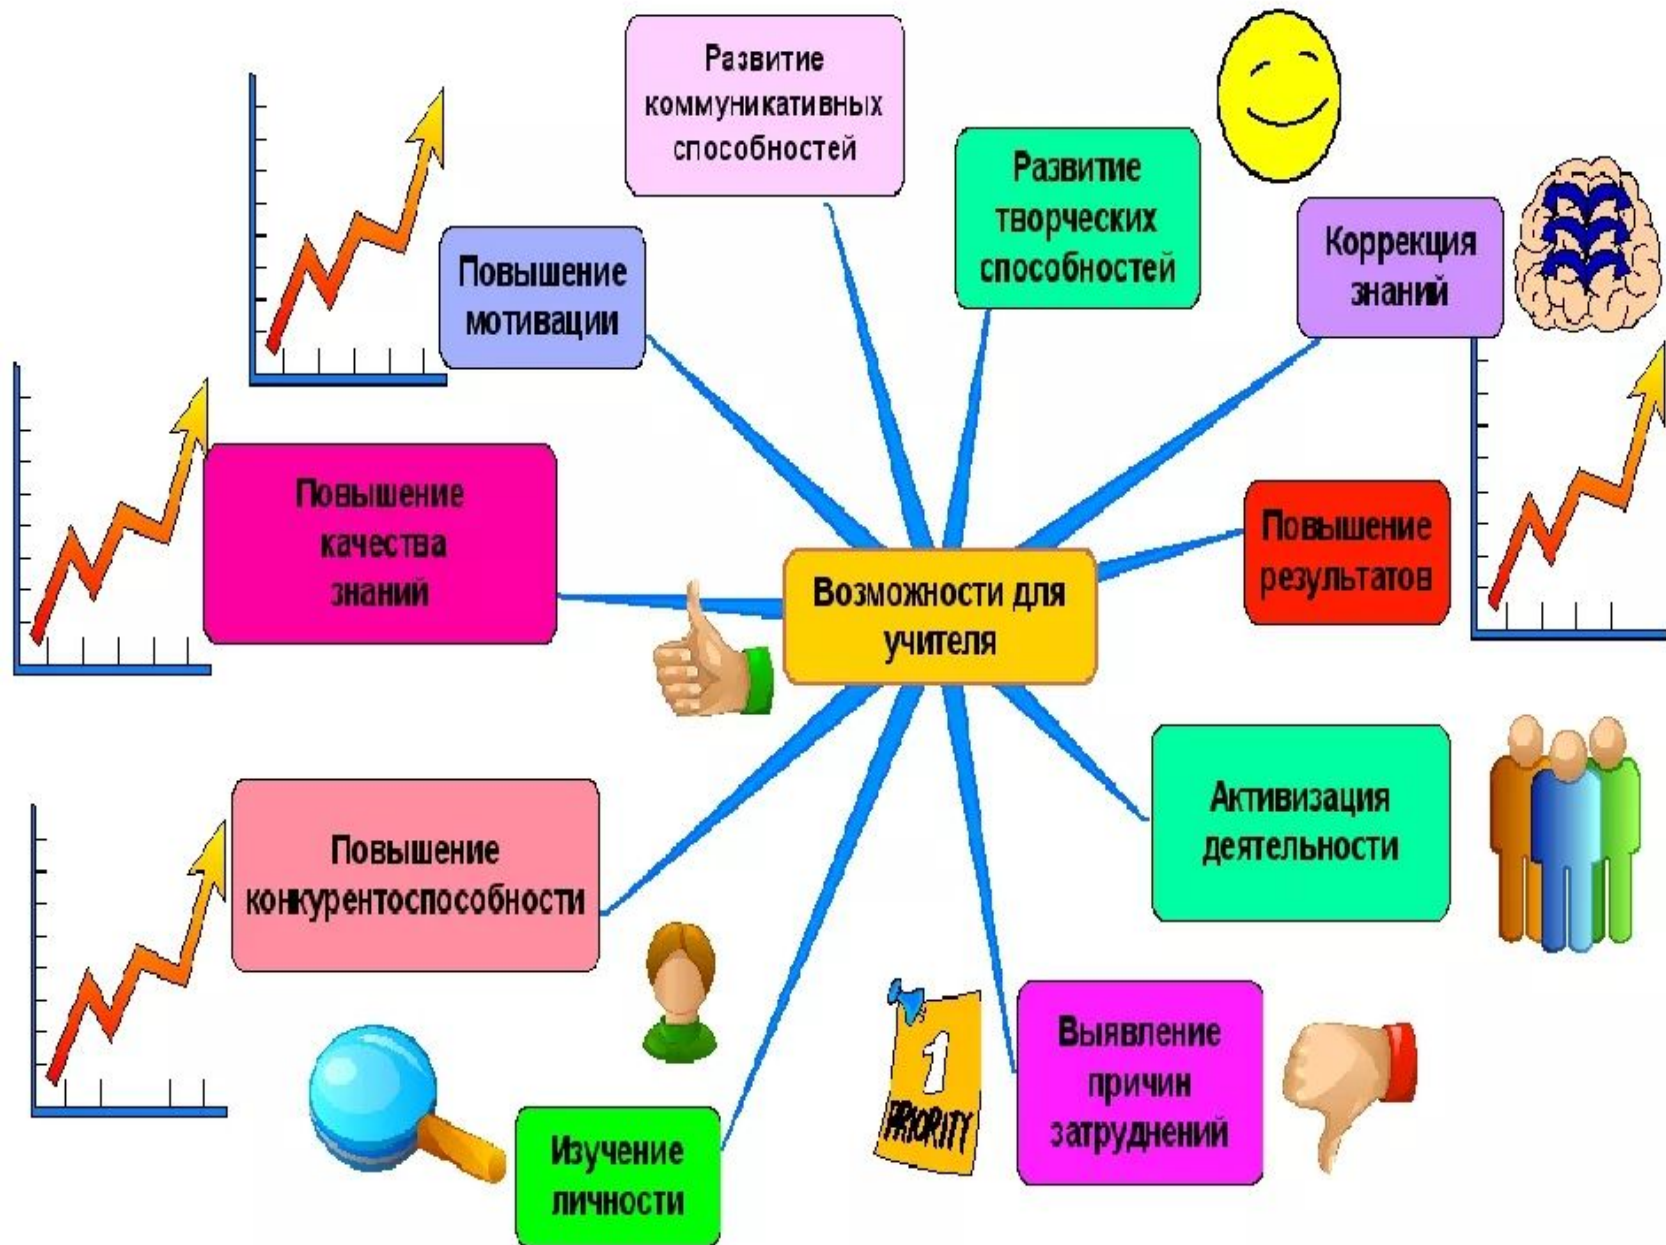 Развитие
коммуникативных
способностей
Развитие
творческих
способностей
Коррекция
знаний
Повышение
мотивации
Повышение
качества
знаний
Повышение
результатов
Возможности для
учителя
Активизация
деятельности
Повышение
конкурентоспособности
Выявление
причин
затруднений
1
PRIORITY
Изучение
личности